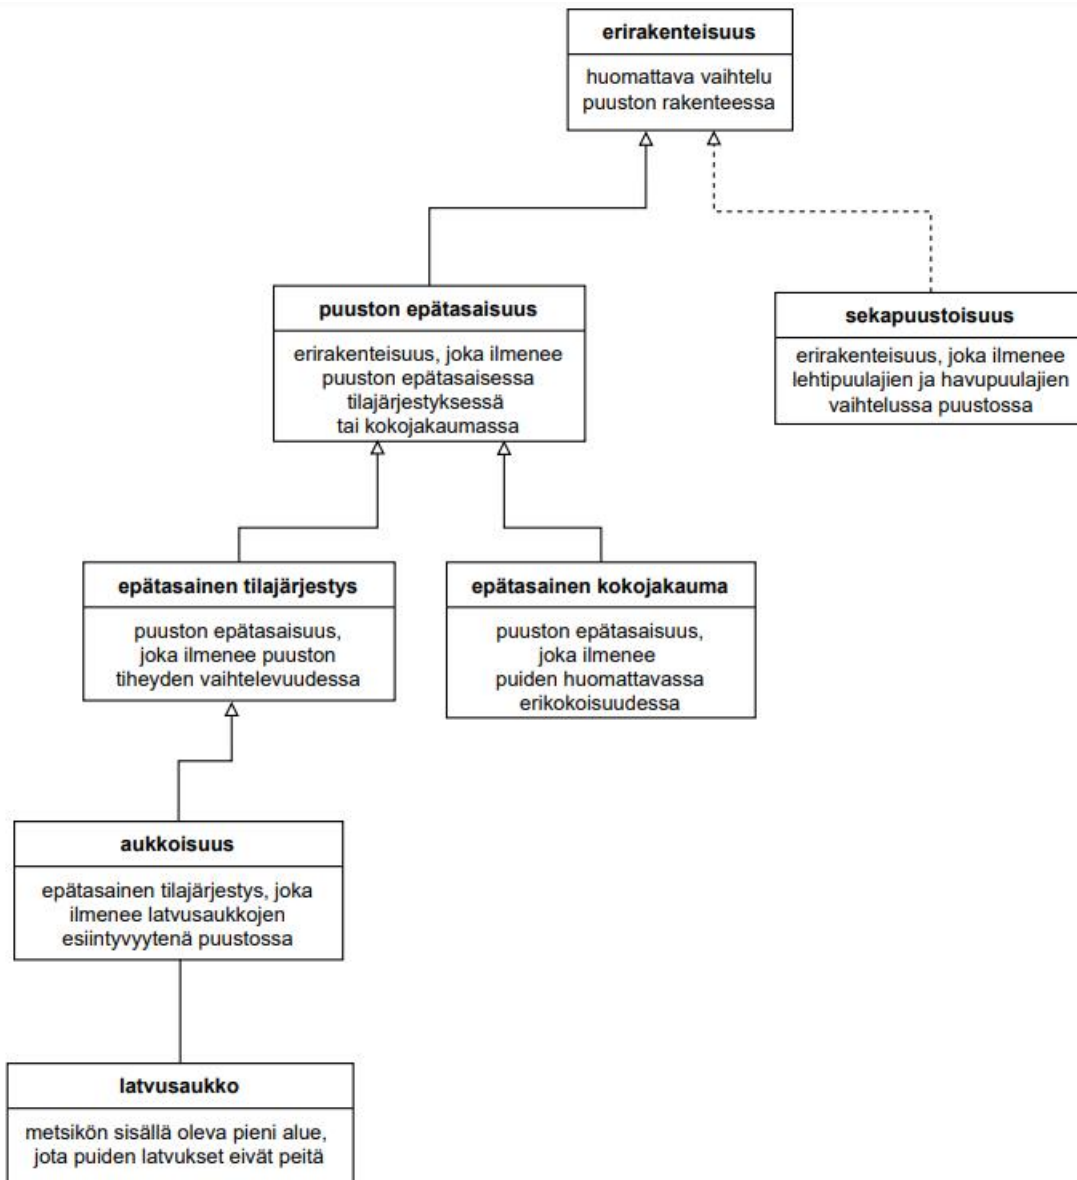 erirakenteisuus
huomattava vaihtelu
puuston rakenteessa
puuston epätasaisuus
erirakenteisuus, joka ilmenee
puuston epätasaisessa
tilajärjestyksessä
tai kokojakaumassa
sekapuustoisuus
erirakenteisuus, joka ilmenee
lehtipuulajien ja havupuulajien
vaihtelussa puustossa
epätasainen tilajärjestys
puuston epätasaisuus,
joka ilmenee puuston
tiheyden vaihtelevuudessa
epätasainen kokojakauma
puuston epätasaisuus,
joka ilmenee
puiden huomattavassa
erikokoisuudessa
aukkoisuus
epätasainen tilajärjestys, joka
ilmenee latvusaukkojen
esiintyvyytenä puustossa
latvusaukko
metsikön sisällä oleva pieni alue,
jota puiden latvukset eivät peitä